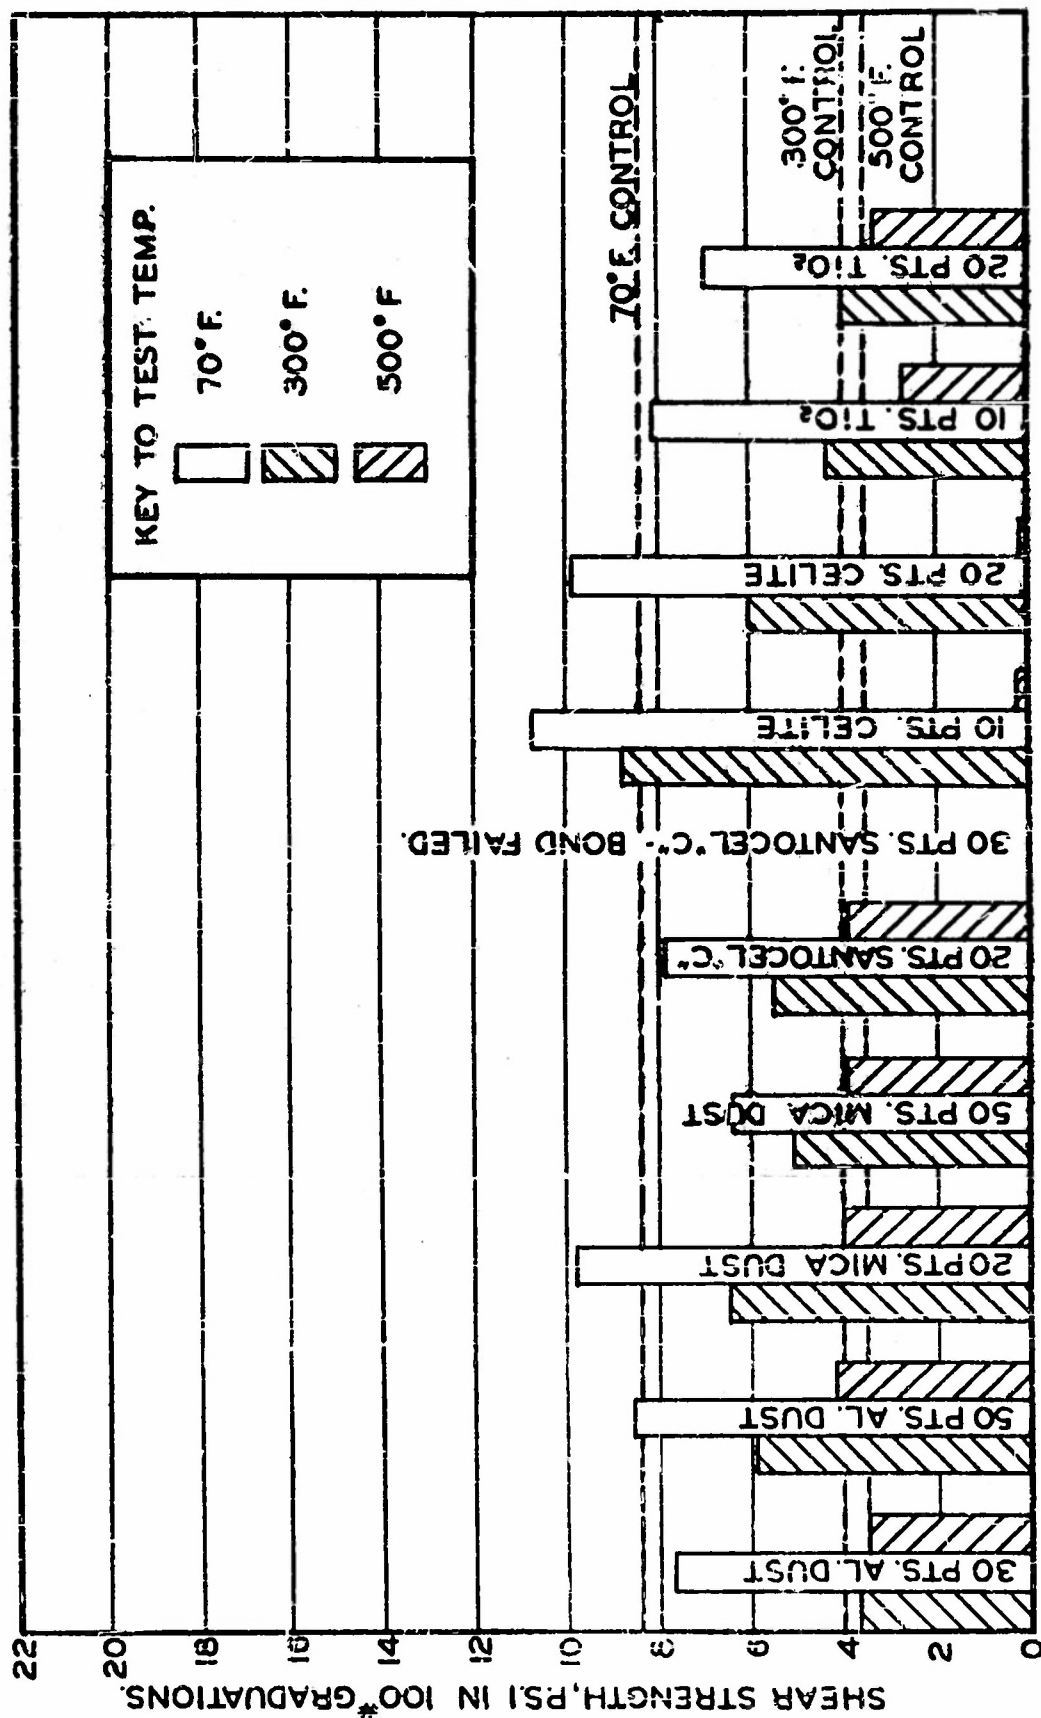 SHEAR STRENGTH, P.S.I. IN 100# GRADUATIONS.
22
20
18
16
14
12
10
8
6
4
2
0
KEY TO TEST TEMP.
70°F.
300°F.
500°F
70°F. CONTROL
300°F.
CONTROL
500°F.
CONTROL
30 PTS. AL. DUST
50 PTS. AL. DUST
20 PTS. MICA DUST
50 PTS. MICA DUST
20 PTS. SANTOCEL "C"
30 PTS. SANTOCEL "C" - BOND FAILED.
10 PTS. CELITE
20 PTS. CELITE
10 PTS. TiO₂
20 PTS. TiO₂